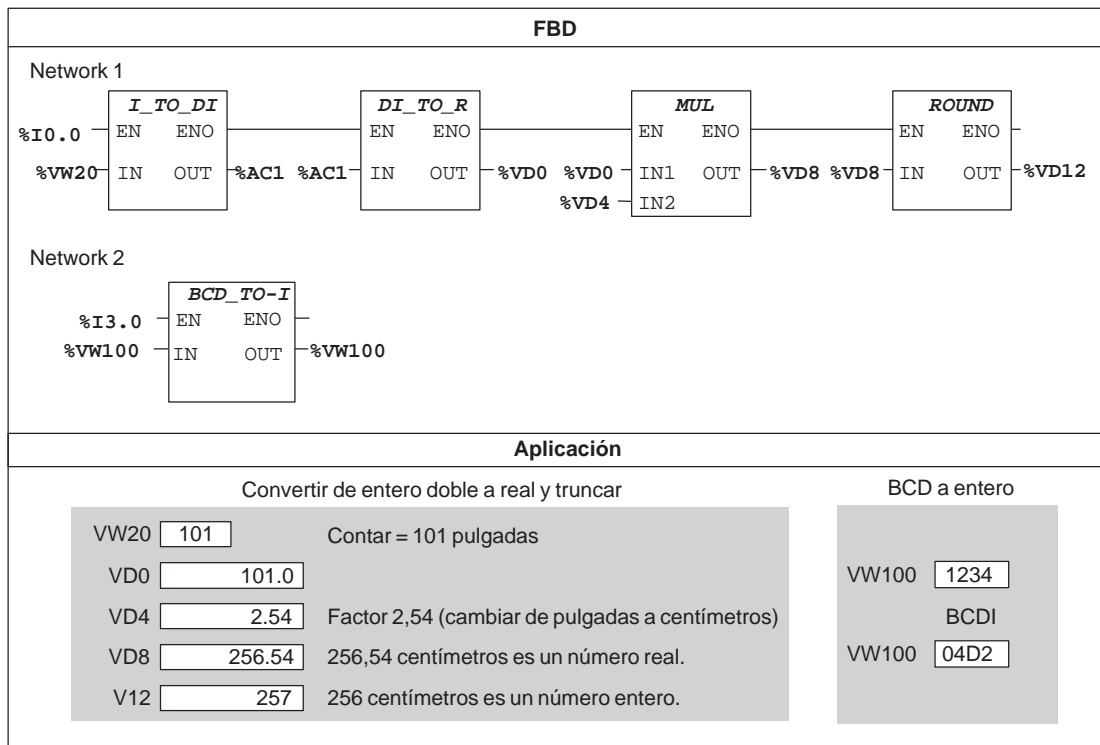 FBD
Network 1
I_TO_DI DI_TO_R MUL ROUND
%I0.0 EN ENO EN ENO EN ENO EN ENO
%VW20 IN OUT %AC1 %AC1 IN OUT %VD0 %VD0 IN1 OUT %VD8 %VD8 IN OUT %VD12
%VD4 IN2
Network 2
BCD_TO-I
%I3.0 EN ENO
%VW100 IN OUT %VW100
Aplicación
Convertir de entero doble a real y truncar
VW20 101 Contar = 101 pulgadas
VD0 101.0
VD4 2.54 Factor 2,54 (cambiar de pulgadas a centímetros)
VD8 256.54 256,54 centímetros es un número real.
V12 257 256 centímetros es un número entero.
BCD a entero
VW100 1234
BCDI
VW100 04D2